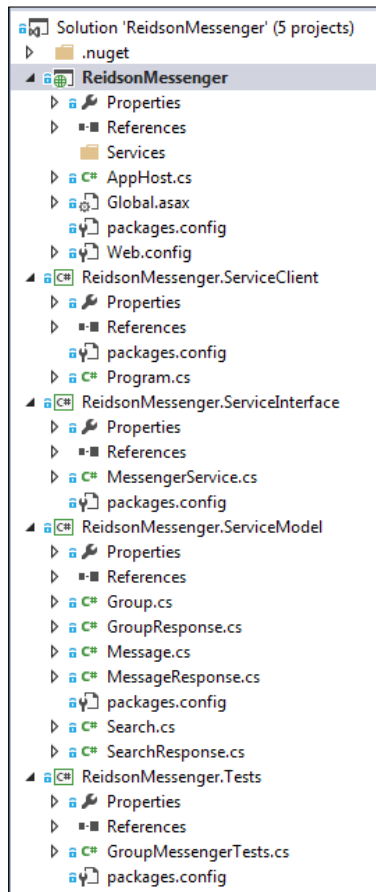 Solution 'ReidsonMessenger' (5 projects)
.nuget
ReidsonMessenger
Properties
References
Services
C# AppHost.cs
Global.asax
packages.config
Web.config
C# ReidsonMessenger.ServiceClient
Properties
References
packages.config
C# Program.cs
C# ReidsonMessenger.ServiceInterface
Properties
References
C# MessengerService.cs
packages.config
C# ReidsonMessenger.ServiceModel
Properties
References
C# Group.cs
C# GroupResponse.cs
C# Message.cs
C# MessageResponse.cs
packages.config
C# Search.cs
C# SearchResponse.cs
C# ReidsonMessenger.Tests
Properties
References
C# GroupMessengerTests.cs
packages.config